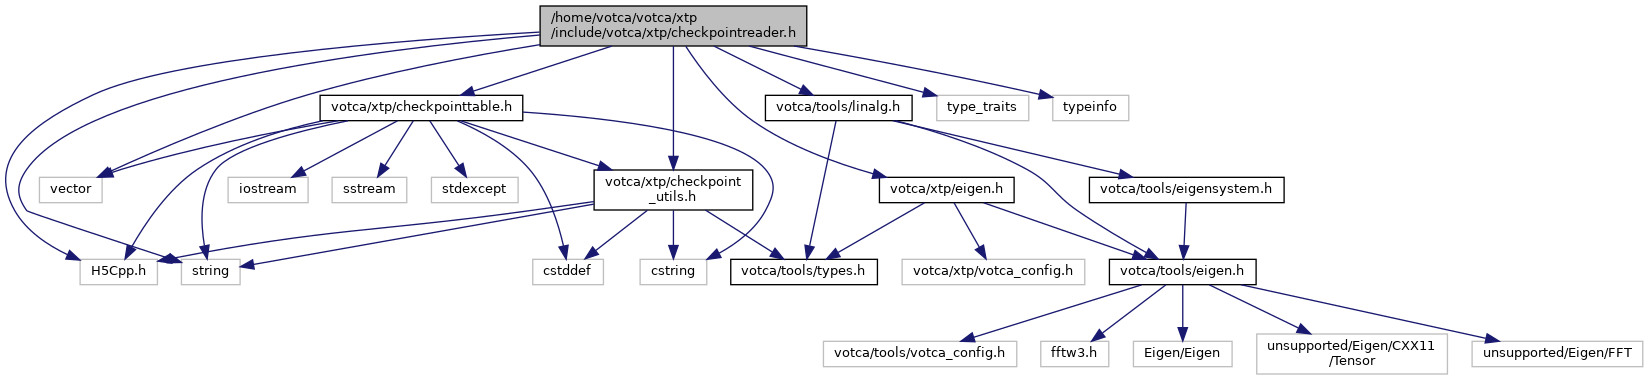 /home/votca/votca/xtp
/include/votca/xtp/checkpointreader.h
votca/xtp/checkpointtable.h
votca/tools/linalg.h
type_traits
typeinfo
vector
iostream
sstream
stdexcept
votca/xtp/checkpoint
_utils.h
votca/xtp/eigen.h
votca/tools/eigensystem.h
H5Cpp.h
string
cstddef
cstring
votca/tools/types.h
votca/xtp/votca_config.h
votca/tools/eigen.h
votca/tools/votca_config.h
fftw3.h
Eigen/Eigen
unsupported/Eigen/CXX11
/Tensor
unsupported/Eigen/FFT